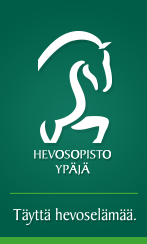 HEVOSOPISTO
YPÄJÄ
Täyttä hevoselämää.